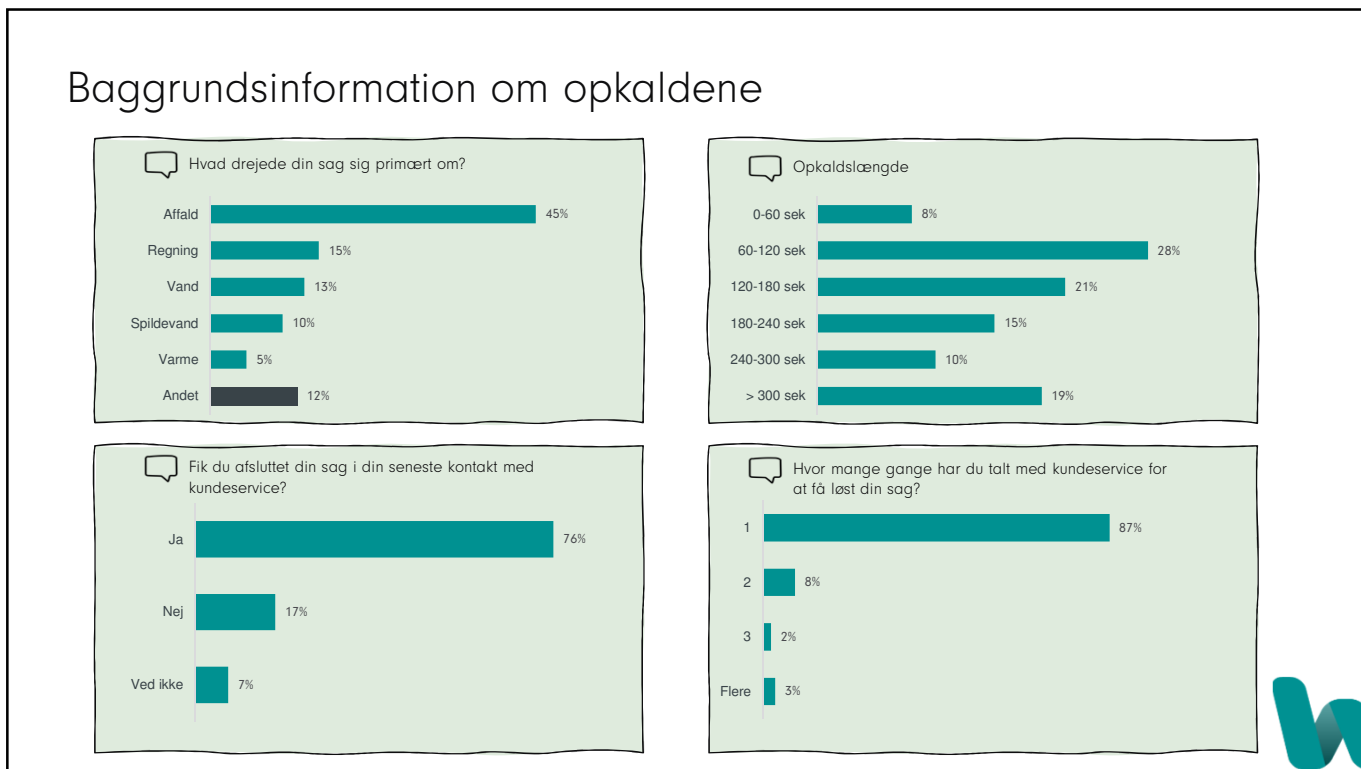 Baggrundsinformation om opkaldene
Hvad drejede din sag sig primært om?
Affald 45%
Regning 15%
Vand 13%
Spildevand 10%
Varme 5%
Andet 12%
Opkaldslængde
0-60 sek 8%
60-120 sek 28%
120-180 sek 21%
180-240 sek 15%
240-300 sek 10%
> 300 sek 19%
Fik du afsluttet din sag i din seneste kontakt med
kundeservice?
Ja 76%
Nej 17%
Ved ikke 7%
Hvor mange gange har du talt med kundeservice for
at få løst din sag?
1 87%
2 8%
3 2%
Flere 3%